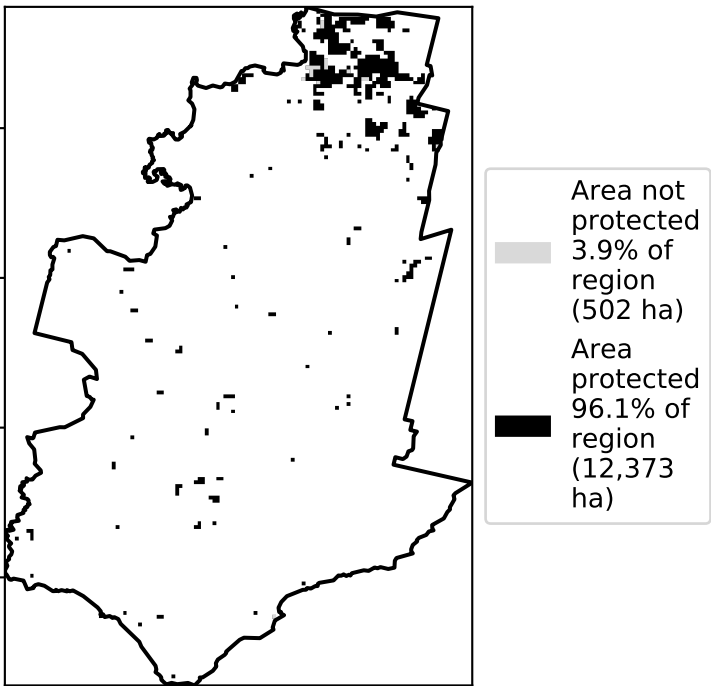 Area not
protected
3.9% of
region
(502 ha)
Area
protected
96.1% of
region
(12,373
ha)